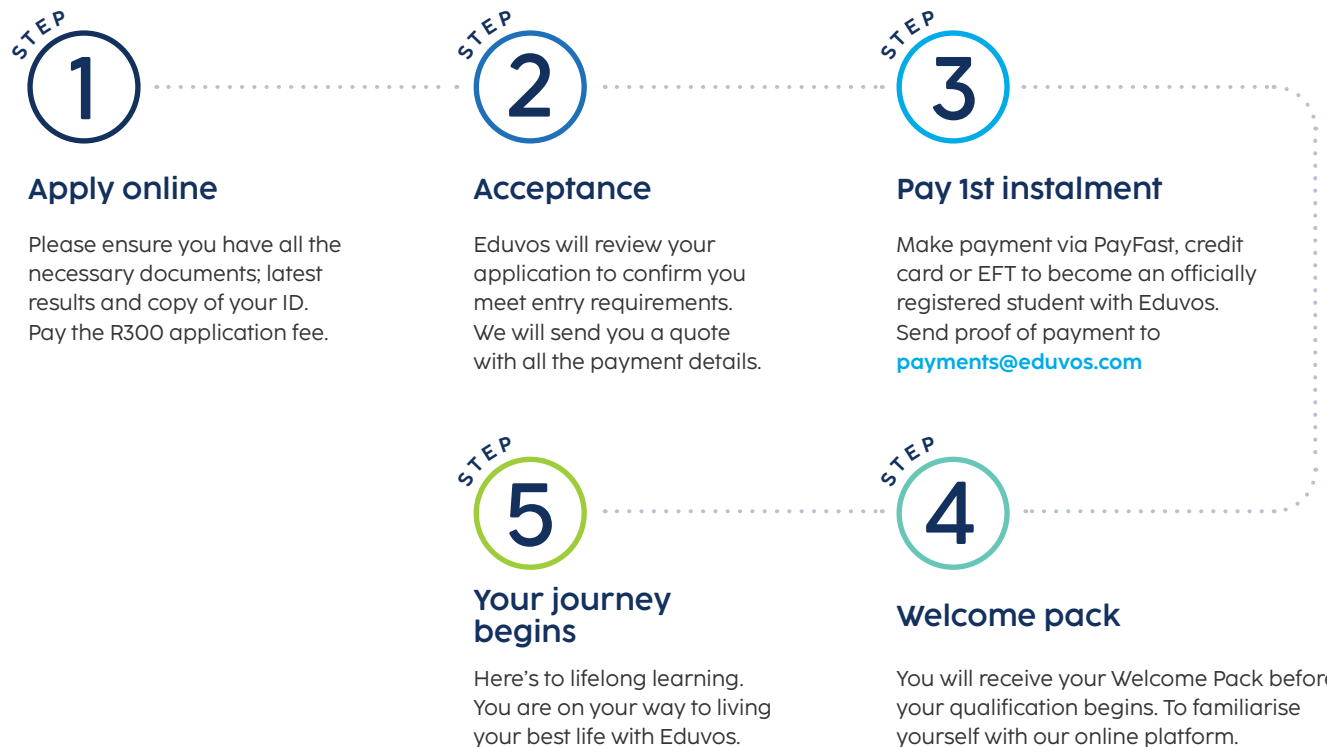 STEP
1
Apply online
Please ensure you have all the
necessary documents; latest
results and copy of your ID.
Pay the R300 application fee.
STEP
2
Acceptance
Eduvos will review your
application to confirm you
meet entry requirements.
We will send you a quote
with all the payment details.
STEP
3
Pay 1st instalment
Make payment via PayFast, credit
card or EFT to become an officially
registered student with Eduvos.
Send proof of payment to
payments@eduvos.com
STEP
4
Welcome pack
You will receive your Welcome Pack before
your qualification begins. To familiarise
yourself with our online platform.
STEP
5
Your journey
begins
Here's to lifelong learning.
You are on your way to living
your best life with Eduvos.